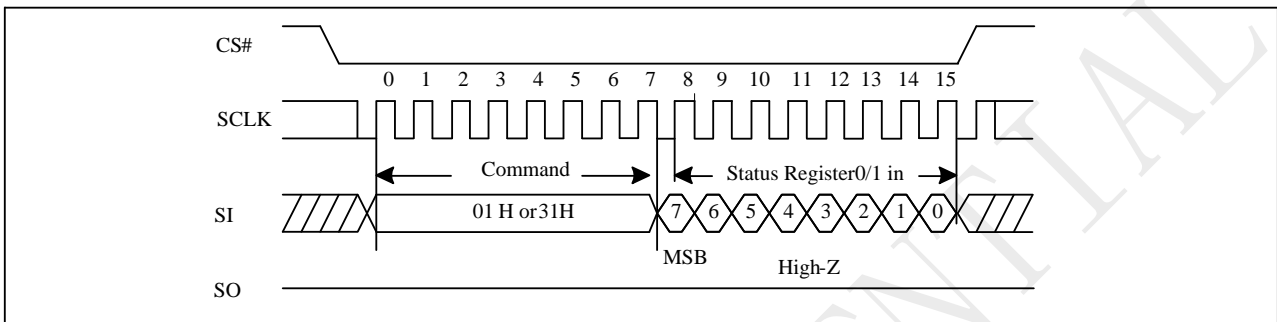 CS#
0 1 2 3 4 5 6 7 8 9 10 11 12 13 14 15
SCLK
Command Status Register0/1 in
SI 01 H or31H 7 6 5 4 3 2 1 0
MSB High-Z
SO